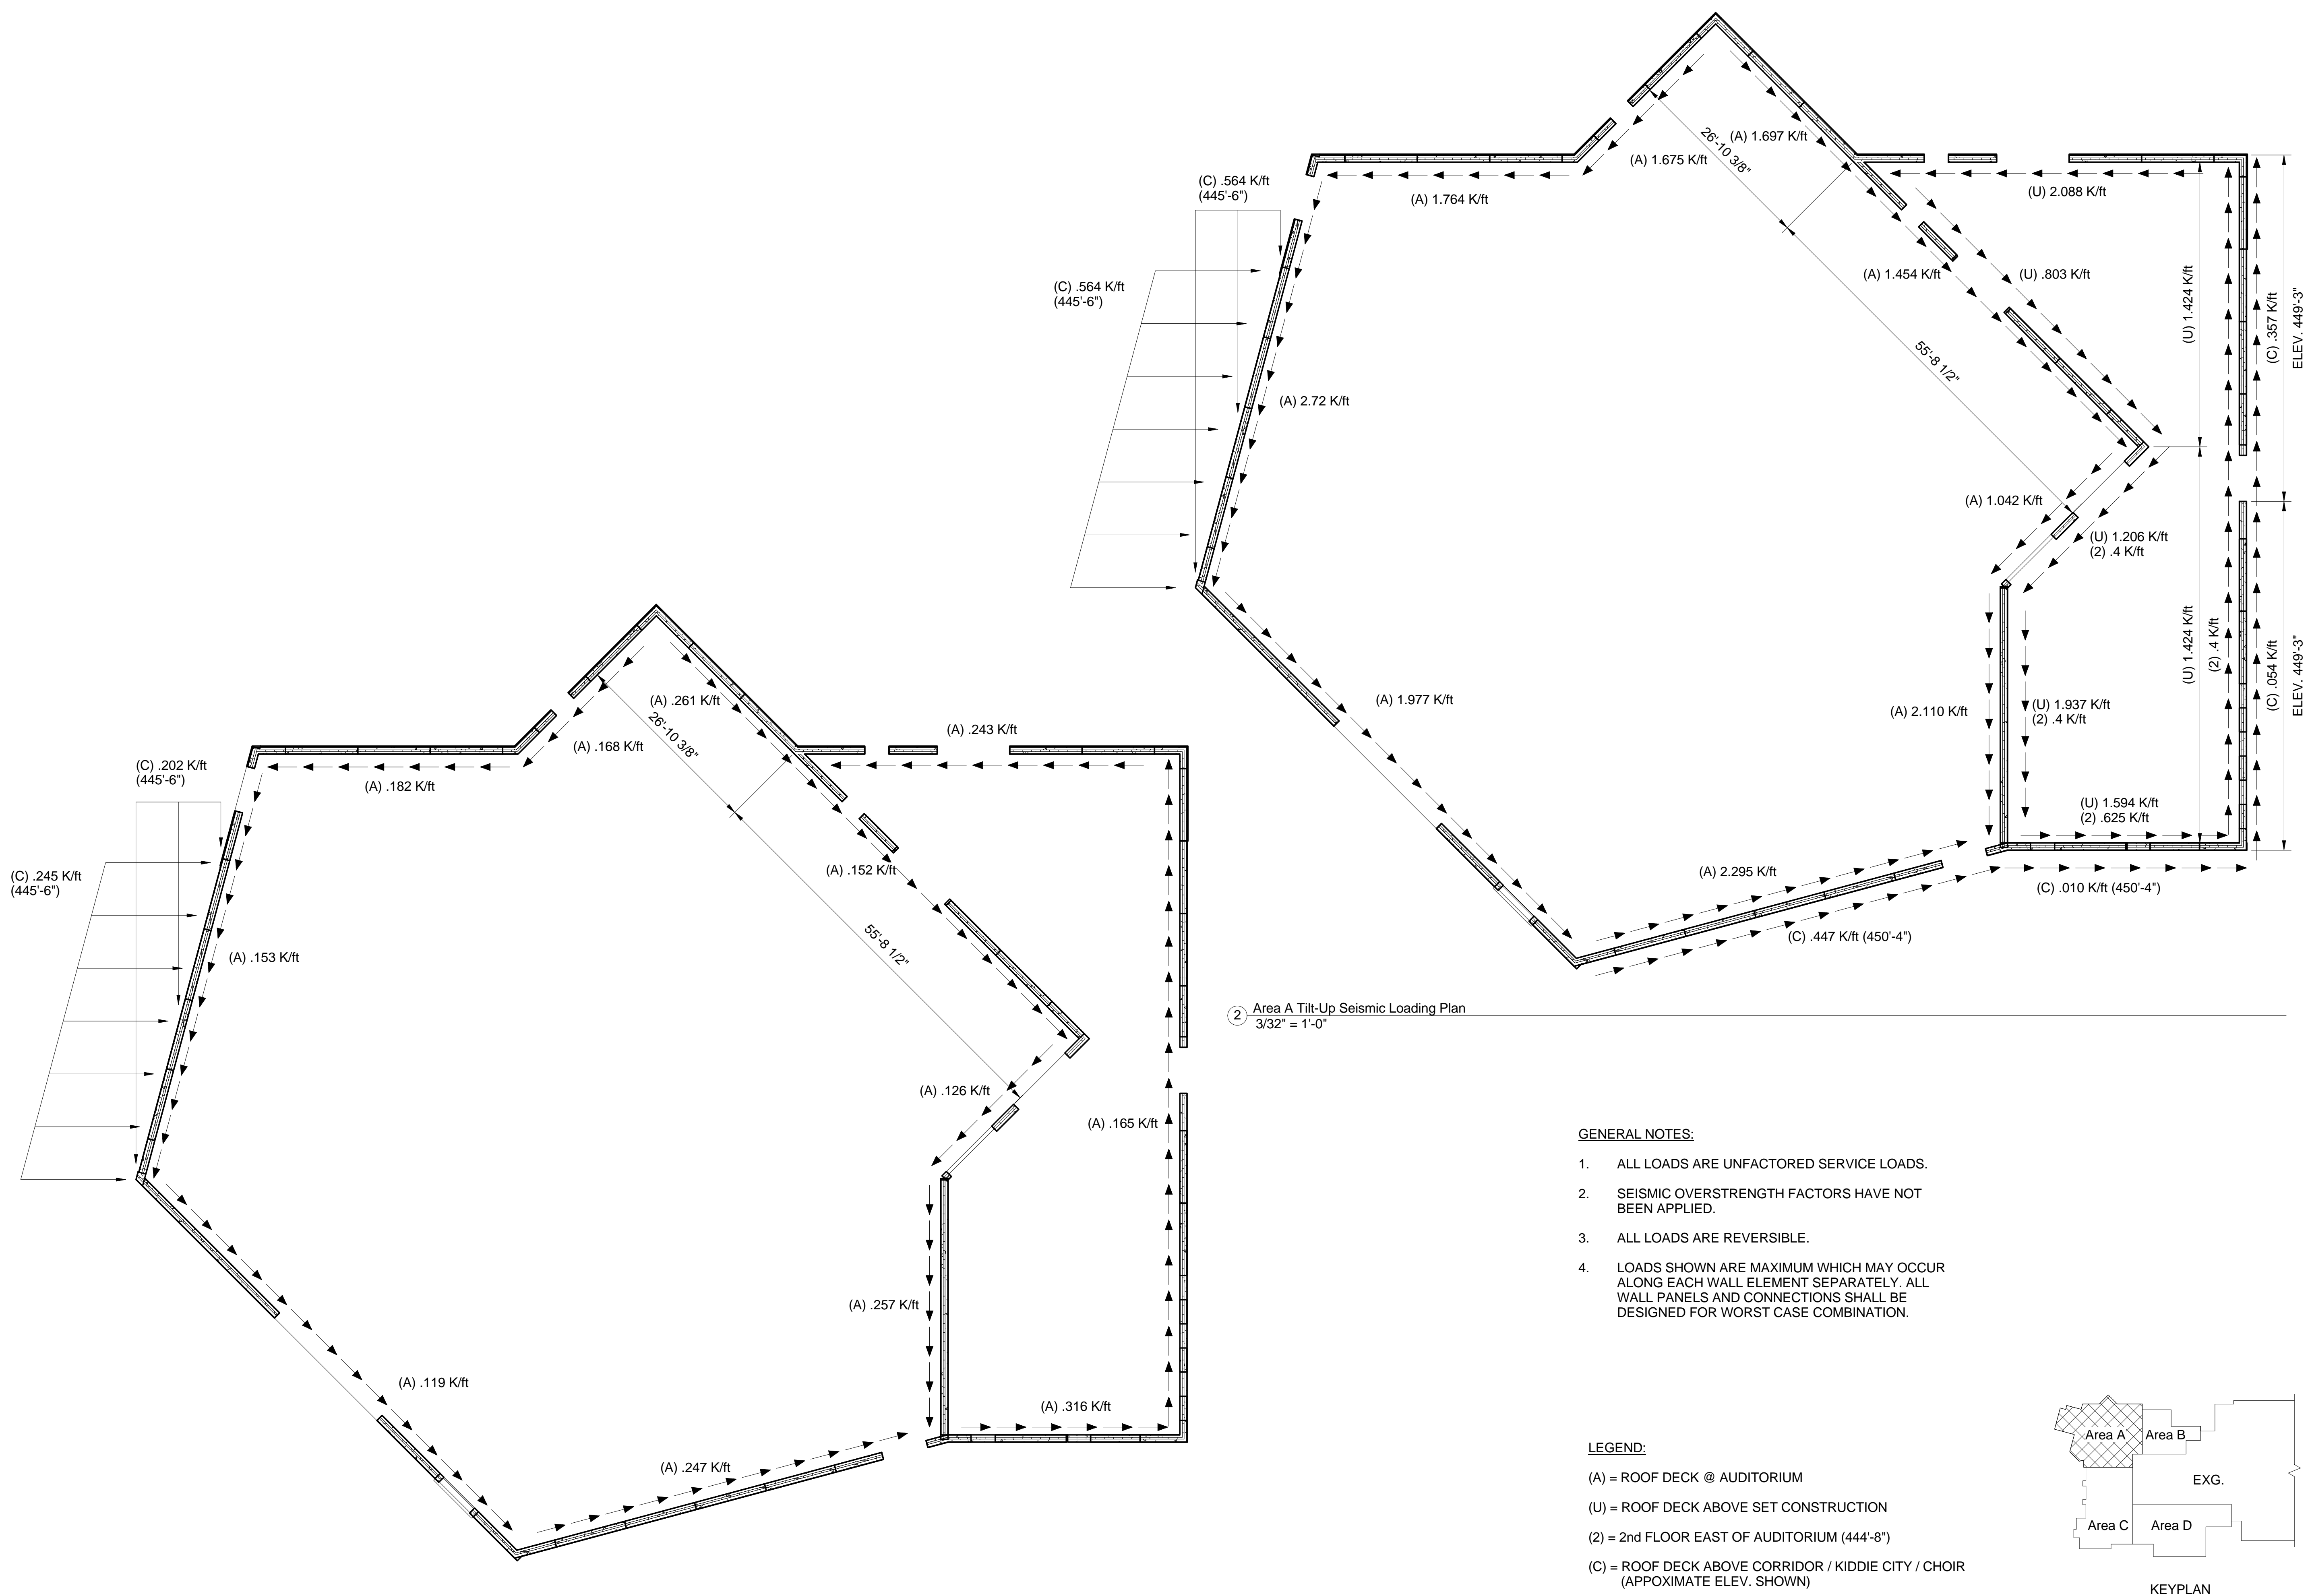 26'-10 3/8"
(A) 1.697 K/ft
(A) 1.675 K/ft
(C) .564 K/ft
(445'-6")
(A) 1.764 K/ft
(U) 2.088 K/ft
(C) .564 K/ft
(445'-6")
(A) 1.454 K/ft
(U) .803 K/ft
(U) 1.424 K/ft
(C) .357 K/ft
ELEV. 449'-3"
55'-8 1/2"
(A) 2.72 K/ft
(A) 1.042 K/ft
(U) 1.206 K/ft
(2) .4 K/ft
(A) 1.977 K/ft
(A) 2.110 K/ft
(U) 1.937 K/ft
(2) .4 K/ft
(U) 1.424 K/ft
(2) .4 K/ft
(C) .054 K/ft
ELEV. 449'-3"
(U) 1.594 K/ft
(2) .625 K/ft
(A) 2.295 K/ft
(C) .010 K/ft (450'-4")
(C) .447 K/ft (450'-4")
2
Area A Tilt-Up Seismic Loading Plan
3/32" = 1'-0"
(A) .261 K/ft
26'-10 3/8"
(A) .168 K/ft
(A) .243 K/ft
(C) .202 K/ft
(445'-6")
(A) .182 K/ft
(C) .245 K/ft
(445'-6")
(A) .152 K/ft
55'-8 1/2"
(A) .153 K/ft
(A) .126 K/ft
(A) .165 K/ft
(A) .257 K/ft
(A) .119 K/ft
(A) .316 K/ft
(A) .247 K/ft
GENERAL NOTES:
1. ALL LOADS ARE UNFACTORED SERVICE LOADS.
2. SEISMIC OVERSTRENGTH FACTORS HAVE NOT
BEEN APPLIED.
3. ALL LOADS ARE REVERSIBLE.
4. LOADS SHOWN ARE MAXIMUM WHICH MAY OCCUR
ALONG EACH WALL ELEMENT SEPARATELY. ALL
WALL PANELS AND CONNECTIONS SHALL BE
DESIGNED FOR WORST CASE COMBINATION.
LEGEND:
(A) = ROOF DECK @ AUDITORIUM
(U) = ROOF DECK ABOVE SET CONSTRUCTION
(2) = 2nd FLOOR EAST OF AUDITORIUM (444'-8")
(C) = ROOF DECK ABOVE CORRIDOR / KIDDIE CITY / CHOIR
(APPOXIMATE ELEV. SHOWN)
Area A
Area B
EXG.
Area C
Area D
KEYPLAN